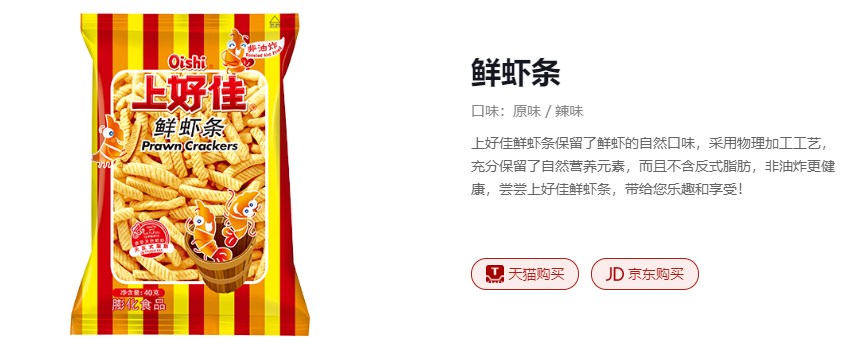 Oishi
非油炸
上好佳®
鲜虾条
Prawn Crackers
净含量: 40克
膨化食品
鲜虾条
口味：原味 / 辣味
上好佳鲜虾条保留了鲜虾的自然口味，采用物理加工工艺，
充分保留了自然营养元素，而且不含反式脂肪，非油炸更健
康，尝尝上好佳鲜虾条，带给您乐趣和享受！
天猫购买
JD 京东购买